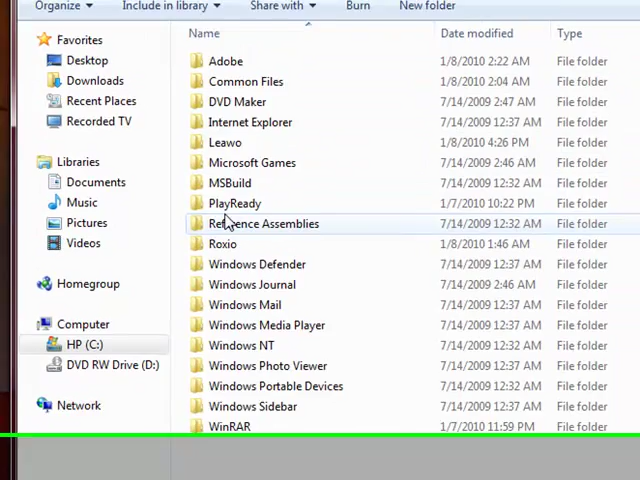 Organize Include in library Share with Burn New folder
Favorites
Desktop
Downloads
Recent Places
Recorded TV
Libraries
Documents
Music
Pictures
Videos
Homegroup
Computer
HP (C:)
DVD RW Drive (D:)
Network
Name Date modified Type
Adobe 1/8/2010 2:22 AM File folder
Common Files 1/8/2010 2:04 AM File folder
DVD Maker 7/14/2009 2:47 AM File folder
Internet Explorer 7/14/2009 12:37 AM File folder
Leawo 1/8/2010 4:26 PM File folder
Microsoft Games 7/14/2009 2:46 AM File folder
MSBuild 7/14/2009 12:32 AM File folder
PlayReady 1/7/2010 10:22 PM File folder
Reference Assemblies 7/14/2009 12:32 AM File folder
Roxio 1/8/2010 1:46 AM File folder
Windows Defender 7/14/2009 12:37 AM File folder
Windows Journal 7/14/2009 2:46 AM File folder
Windows Mail 7/14/2009 12:37 AM File folder
Windows Media Player 7/14/2009 12:37 AM File folder
Windows NT 7/14/2009 12:32 AM File folder
Windows Photo Viewer 7/14/2009 12:37 AM File folder
Windows Portable Devices 7/14/2009 12:32 AM File folder
Windows Sidebar 7/14/2009 12:37 AM File folder
WinRAR 1/7/2010 11:59 PM File folder